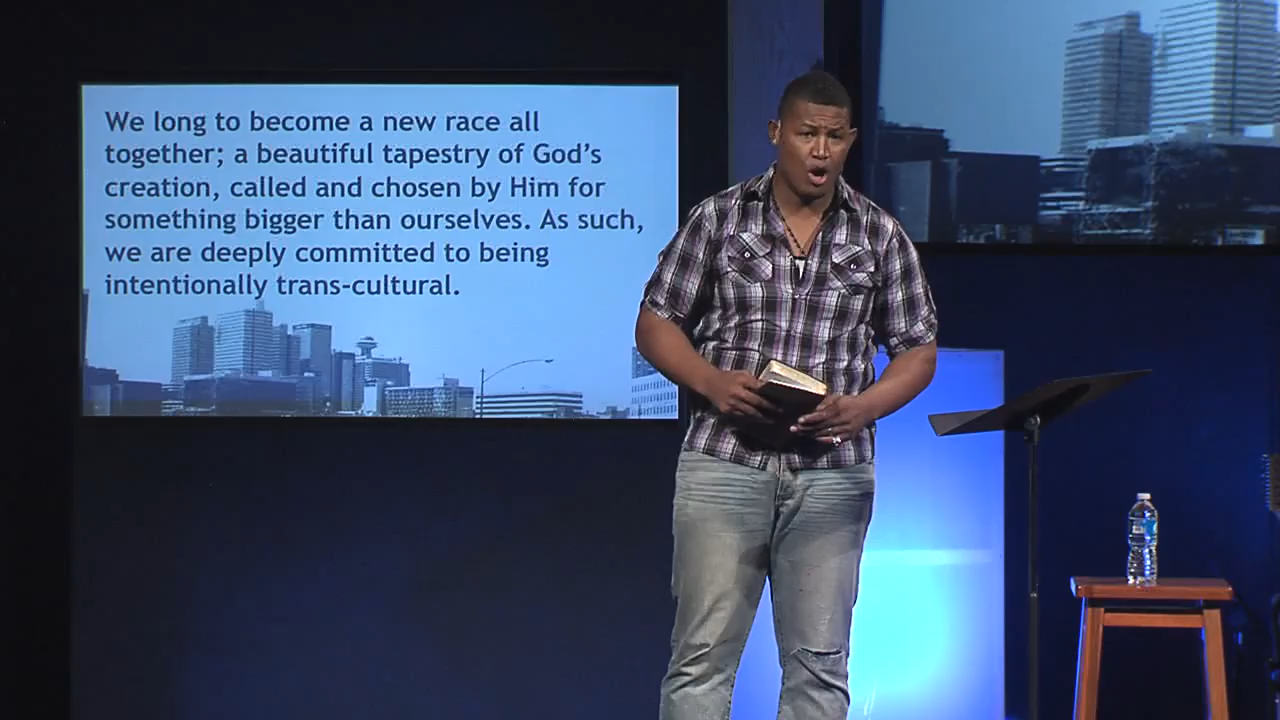 We long to become a new race all
together; a beautiful tapestry of God's
creation, called and chosen by Him for
something bigger than ourselves. As such,
we are deeply committed to being
intentionally trans-cultural.